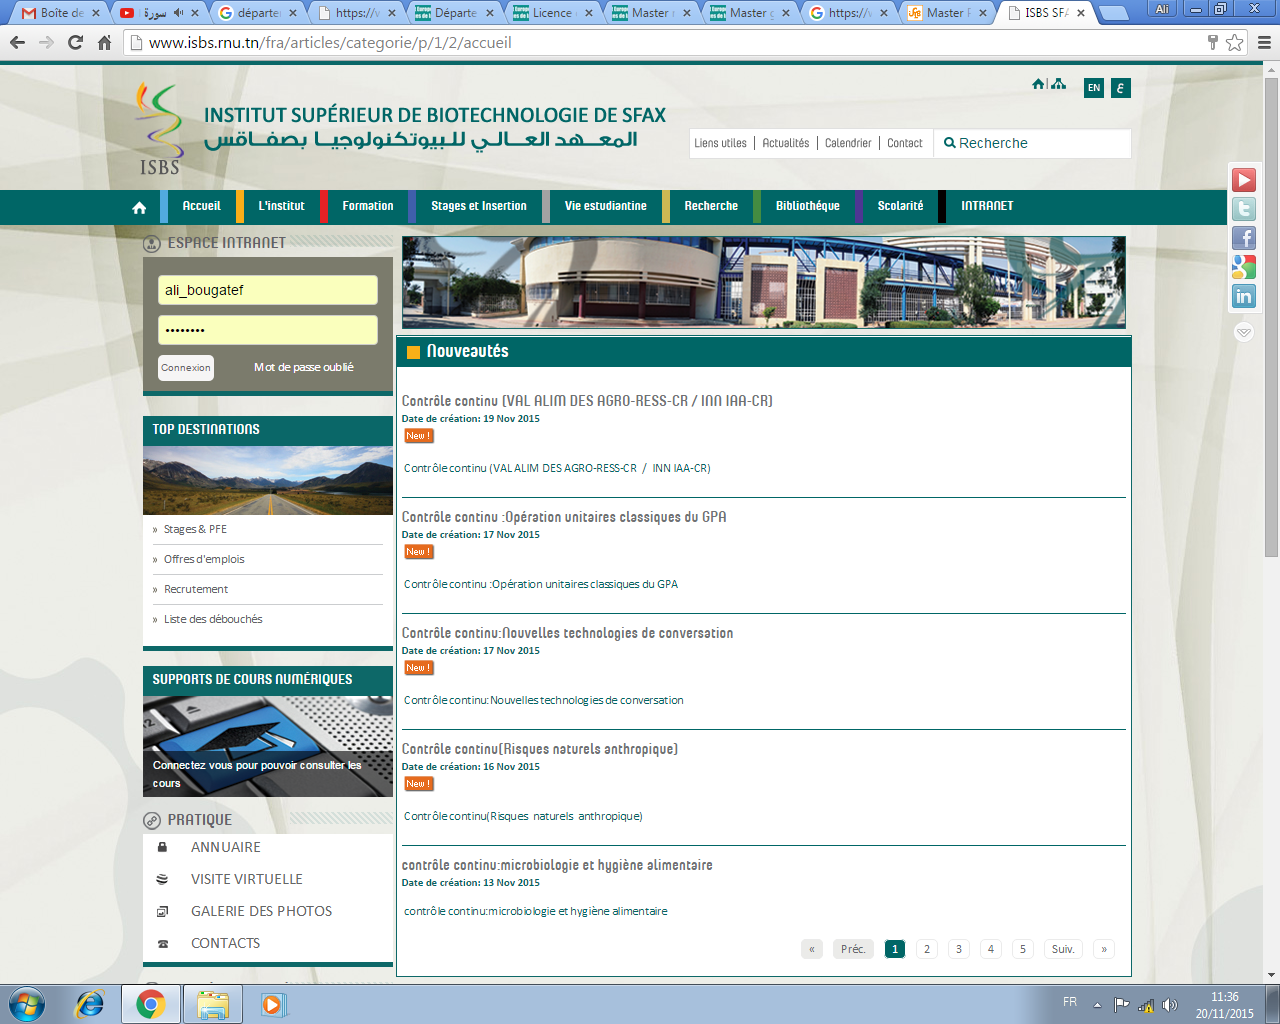 Boîte de
سورة
départe
https://v
Départe
Licence
Master
Master g
https://v
Master
ISBS SFA
Ali
www.isbs.rnu.tn/fra/articles/categorie/p/1/2/accueil
EN
ع
INSTITUT SUPÉRIEUR DE BIOTECHNOLOGIE DE SFAX
المعهد العالي للبيوتكنولوجيا بصفاقس
ISBS
Liens utiles | Actualités | Calendrier | Contact
Recherche
Accueil
L'institut
Formation
Stages et Insertion
Vie estudiantine
Recherche
Bibliothéque
Scolarité
INTRANET
ESPACE INTRANET
ali_bougatef
••••••••
Connexion
Mot de passe oublié
TOP DESTINATIONS
» Stages & PFE
» Offres d'emplois
» Recrutement
» Liste des débouchés
SUPPORTS DE COURS NUMÉRIQUES
Connectez vous pour pouvoir consulter les
cours
PRATIQUE
ANNUAIRE
VISITE VIRTUELLE
GALERIE DES PHOTOS
CONTACTS
Nouveautés
Contrôle continu (VAL ALIM DES AGRO-RESS-CR / INN IAA-CR)
Date de création: 19 Nov 2015
New !
Contrôle continu (VAL ALIM DES AGRO-RESS-CR / INN IAA-CR)
Contrôle continu :Opération unitaires classiques du GPA
Date de création: 17 Nov 2015
New !
Contrôle continu :Opération unitaires classiques du GPA
Contrôle continu:Nouvelles technologies de conversation
Date de création: 17 Nov 2015
New !
Contrôle continu:Nouvelles technologies de conversation
Contrôle continu(Risques naturels anthropique)
Date de création: 16 Nov 2015
New !
Contrôle continu(Risques naturels anthropique)
contrôle continu:microbiologie et hygiène alimentaire
Date de création: 13 Nov 2015
contrôle continu:microbiologie et hygiène alimentaire
« Préc. 1 2 3 4 5 Suiv. »
FR
11:36
20/11/2015